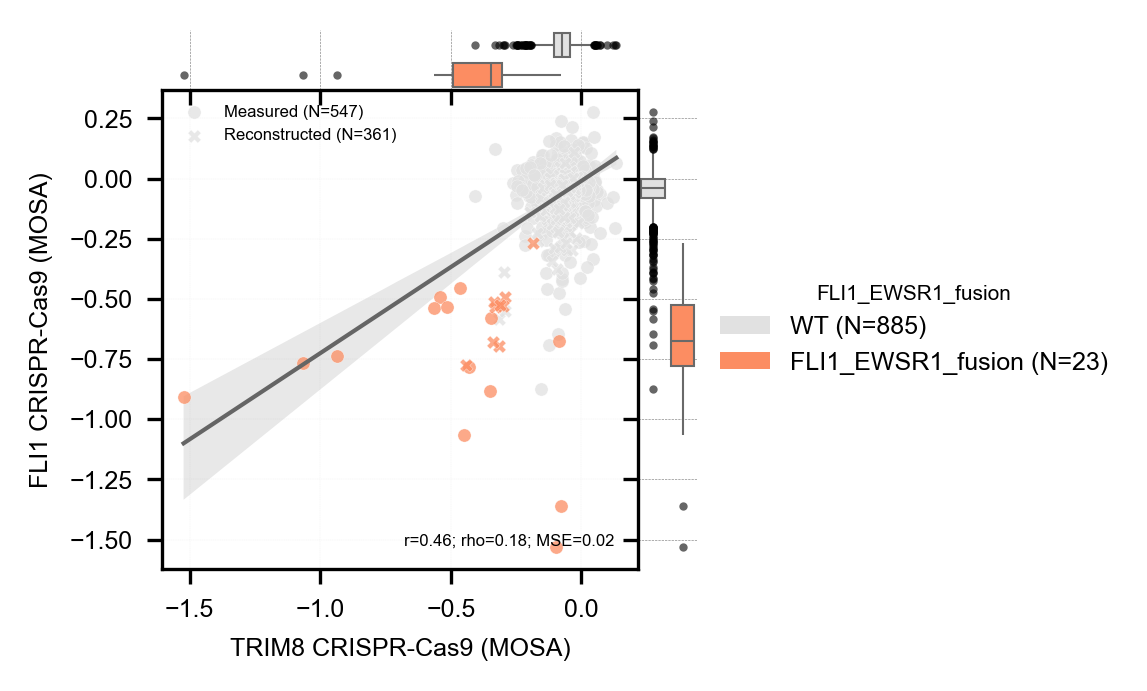 Measured (N=547)
Reconstructed (N=361)
0.25
0.00
−0.25
−0.50
−0.75
−1.00
−1.25
−1.50
FLI1 CRISPR-Cas9 (MOSA)
r=0.46; rho=0.18; MSE=0.02
−1.5 −1.0 −0.5 0.0
TRIM8 CRISPR-Cas9 (MOSA)
FLI1_EWSR1_fusion
WT (N=885)
FLI1_EWSR1_fusion (N=23)